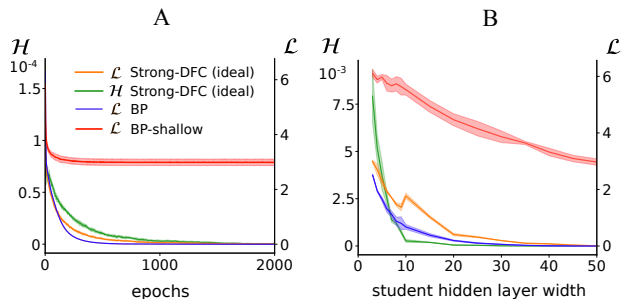 A
B
ℋ
ℒ
10⁻⁴
1.5
1
0.5
0
6
4
2
0
ℒ Strong-DFC (ideal)
ℋ Strong-DFC (ideal)
ℒ BP
ℒ BP-shallow
0 1000 2000
epochs
ℋ
ℒ
10⁻³
7.5
5
2.5
0
6
4
2
0
10 20 30 40 50
student hidden layer width